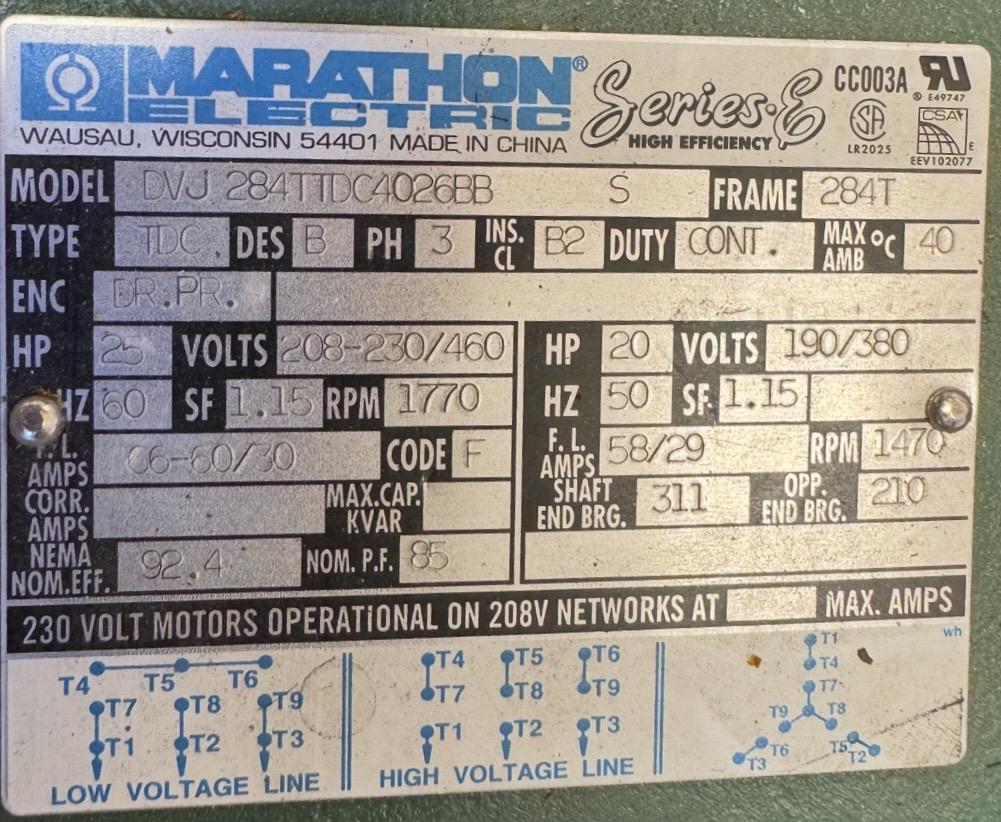 MARATHON®
ELECTRIC
Series·E
HIGH EFFICIENCY
CC003A
® E49747
LR2025
CSA
E
EEV102077
WAUSAU, WISCONSIN 54401 MADE IN CHINA
MODEL DVJ 284TTDC4026BB S FRAME 284T
TYPE TDC DES B PH 3 INS. CL B2 DUTY CONT. MAX AMB °C 40
ENC DR.PR.
HP 25 VOLTS 208-230/460
HZ 60 SF 1.15 RPM 1770
F.L. AMPS 66-60/30 CODE F
CORR. AMPS MAX.CAP. KVAR
NEMA NOM.EFF. 92.4 NOM. P.F. 85
HP 20 VOLTS 190/380
HZ 50 SF 1.15
F.L. AMPS 58/29 RPM 1470
SHAFT END BRG. 311 OPP. END BRG. 210
230 VOLT MOTORS OPERATIONAL ON 208V NETWORKS AT MAX. AMPS
wh
T4 T5 T6
T7 T8 T9
T1 T2 T3
LOW VOLTAGE LINE
T4 T5 T6
T7 T8 T9
T1 T2 T3
HIGH VOLTAGE LINE
T1
T4
T7
T9 T8
T6 T5
T3 T2